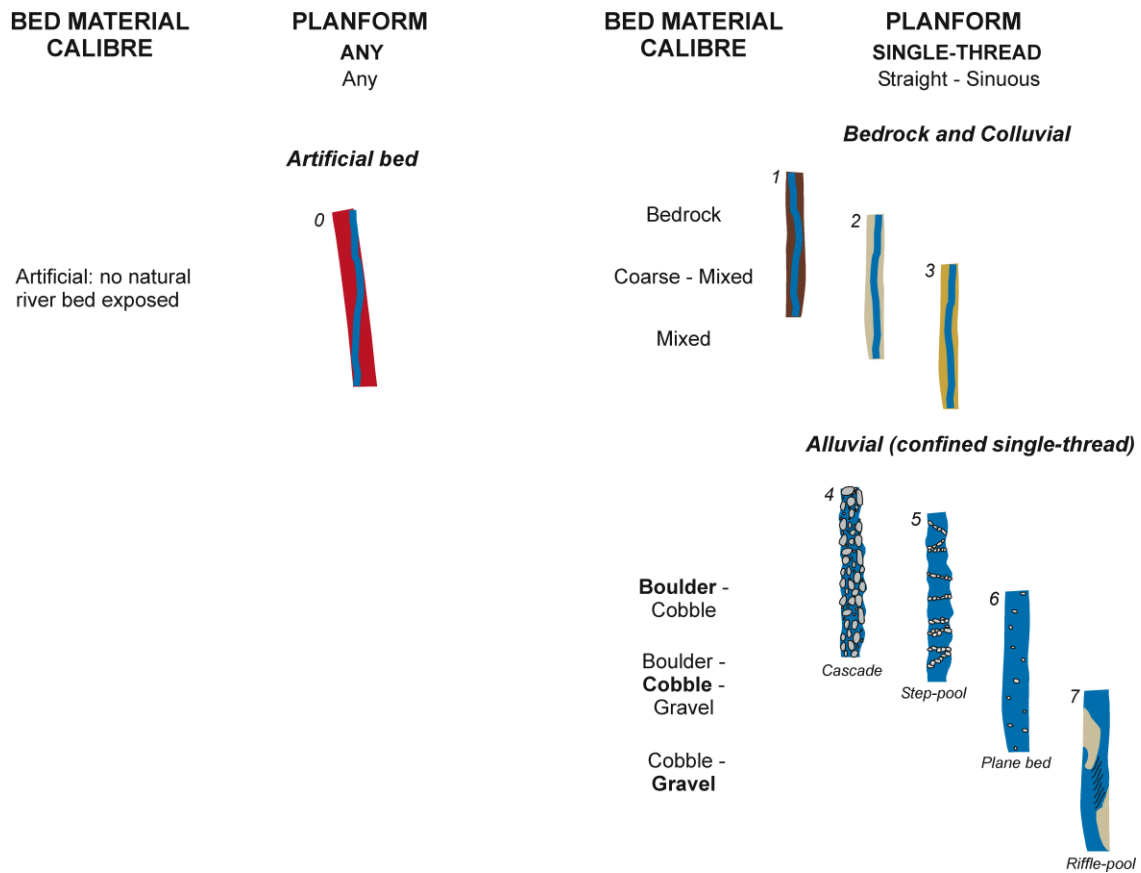 BED MATERIAL
CALIBRE
PLANFORM
ANY
Any
Artificial bed
0
Artificial: no natural
river bed exposed
BED MATERIAL
CALIBRE
PLANFORM
SINGLE-THREAD
Straight - Sinuous
Bedrock and Colluvial
1
2
3
Bedrock
Coarse - Mixed
Mixed
Alluvial (confined single-thread)
4
5
6
7
Boulder -
Cobble
Boulder -
Cobble -
Gravel
Cobble -
Gravel
Cascade
Step-pool
Plane bed
Riffle-pool